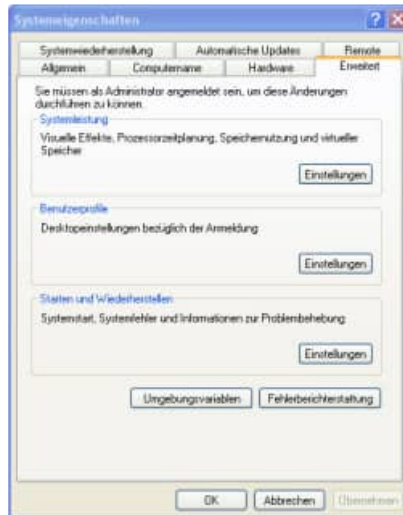 Systemeigenschaften
Systemwiederherstellung Automatische Updates Remote
Allgemein Computername Hardware Erweitert
Sie müssen als Administrator angemeldet sein, um diese Änderungen
durchführen zu können.
Systemleistung
Visuelle Effekte, Prozessorzeitplanung, Speichernutzung und virtueller
Speicher
Einstellungen
Benutzerprofile
Desktopeinstellungen bezüglich der Anmeldung
Einstellungen
Starten und Wiederherstellen
Systemstart, Systemfehler und Informationen zur Problembehebung
Einstellungen
Umgebungsvariablen Fehlerberichterstattung
OK Abbrechen Übernehmen